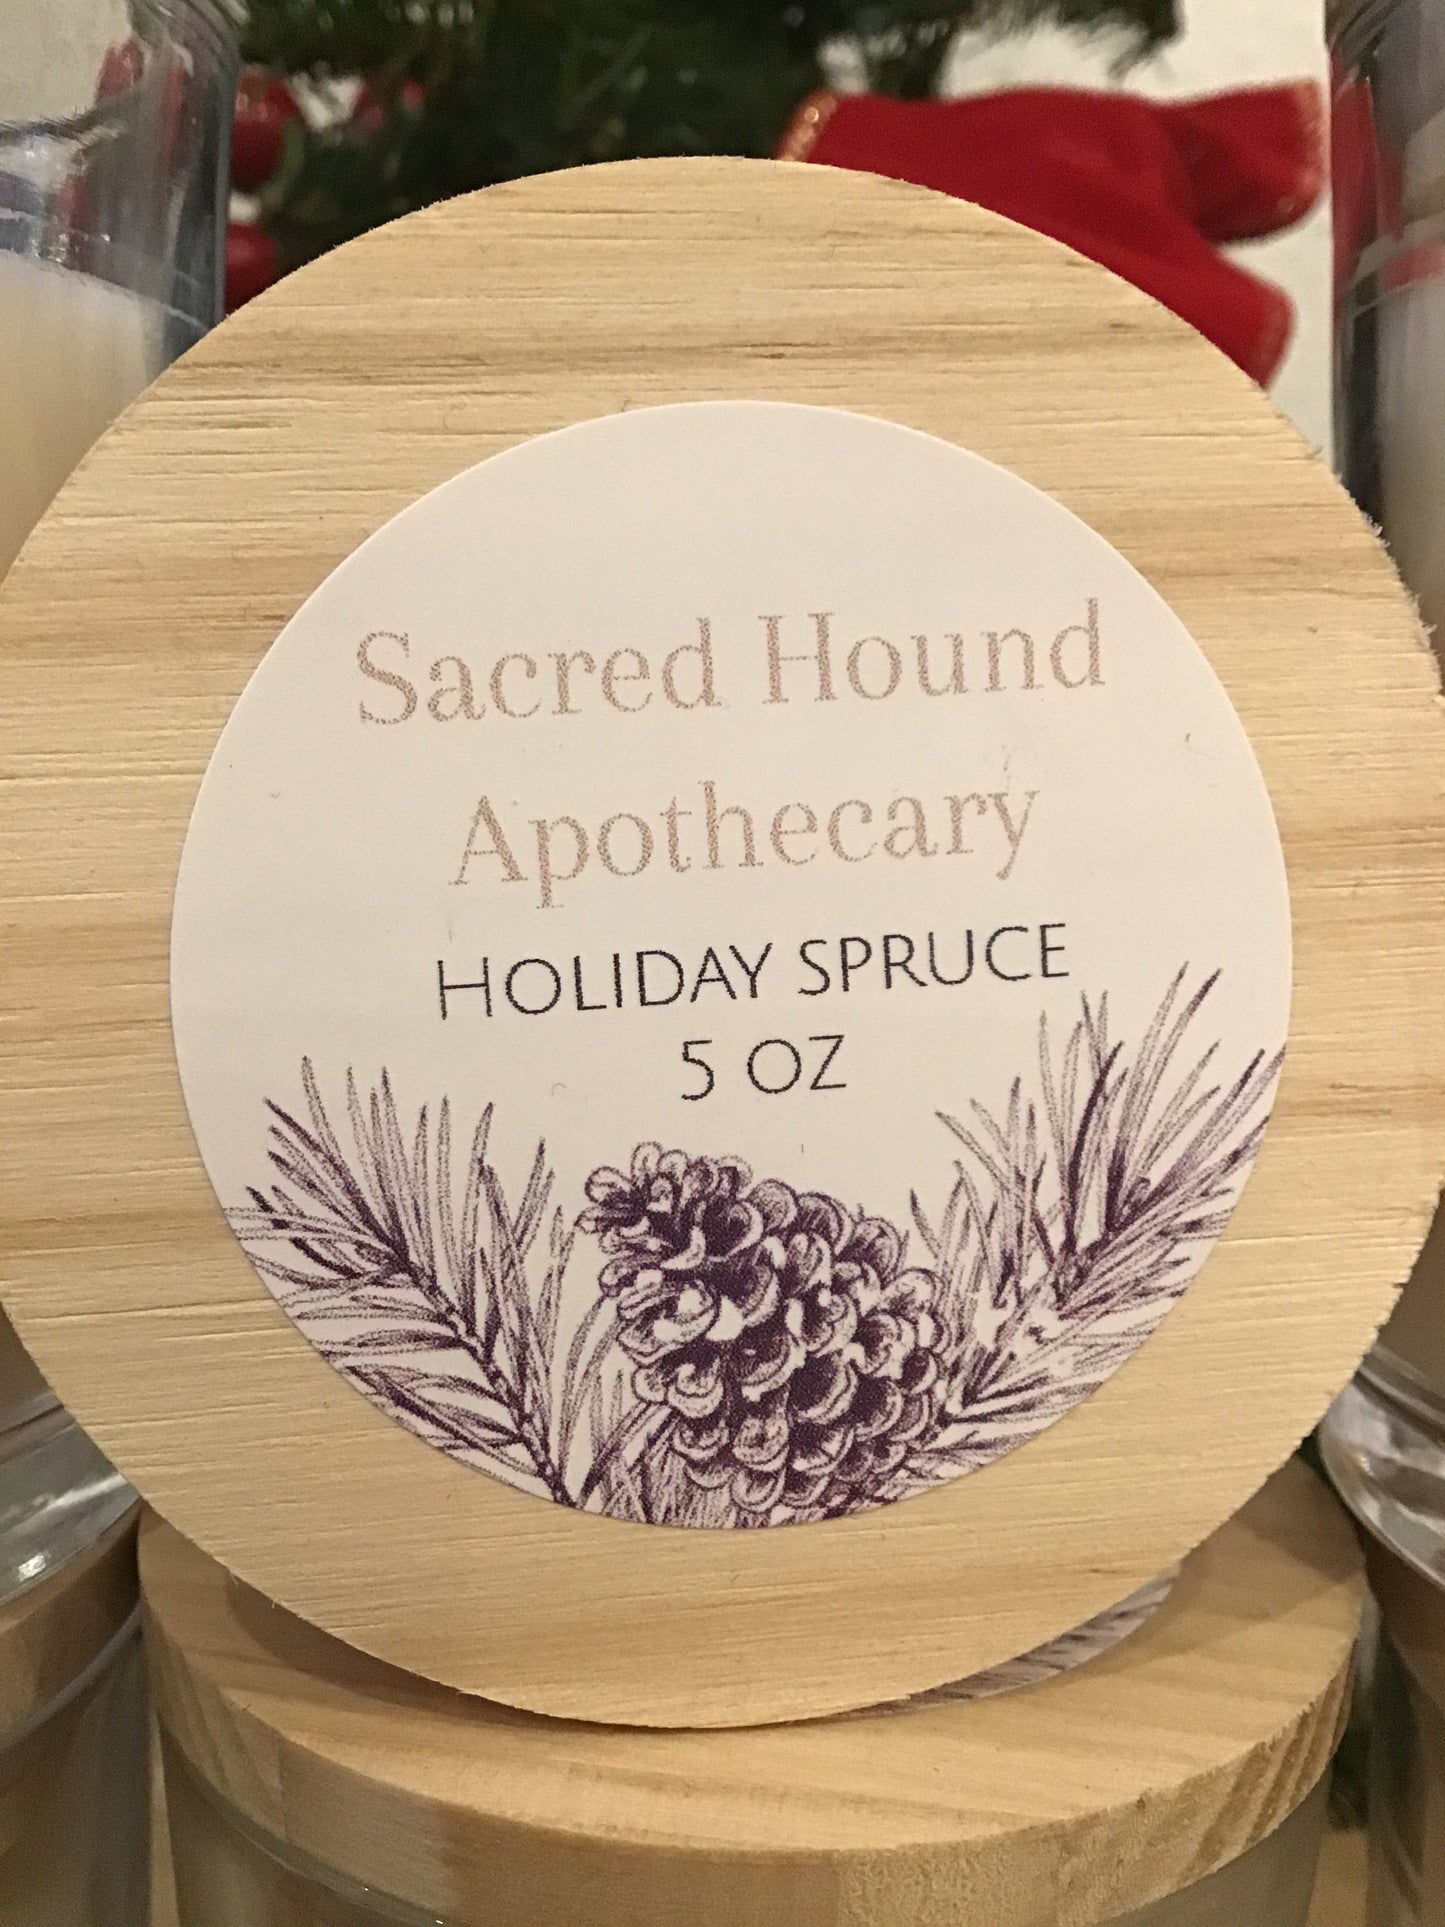 Sacred Hound
Apothecary
HOLIDAY SPRUCE
5 OZ